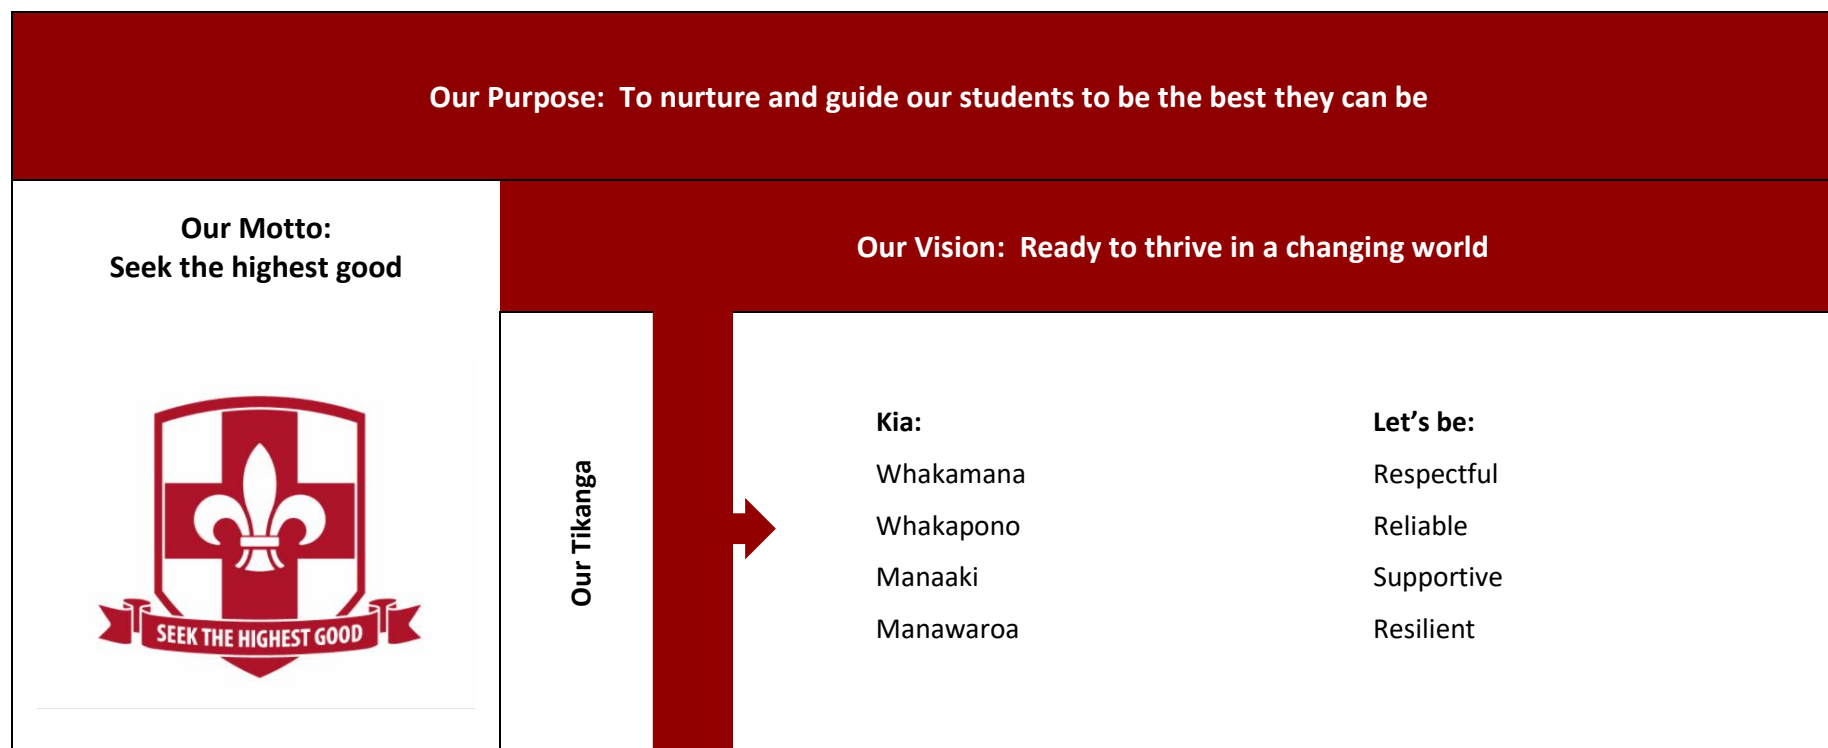 Our Purpose:  To nurture and guide our students to be the best they can be
Our Motto:
Seek the highest good
SEEK THE HIGHEST GOOD
Our Vision:  Ready to thrive in a changing world
Our Tikanga
Kia: Let’s be:
Whakamana Respectful
Whakapono Reliable
Manaaki Supportive
Manawaroa Resilient